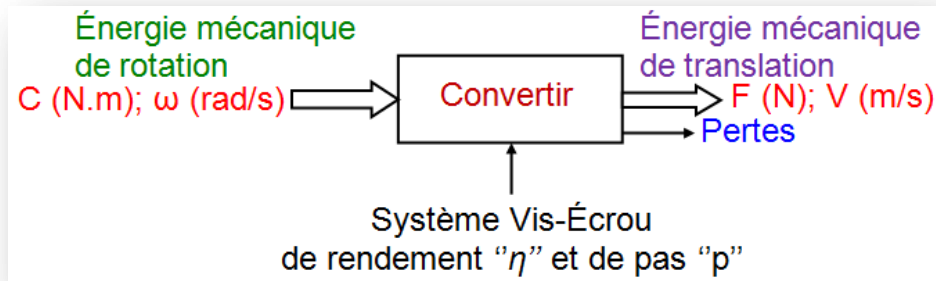 Énergie mécanique
de rotation
C (N.m); ω (rad/s)
Convertir
Énergie mécanique
de translation
F (N); V (m/s)
Pertes
Système Vis-Écrou
de rendement ‘‘η’’ et de pas ‘‘p’’